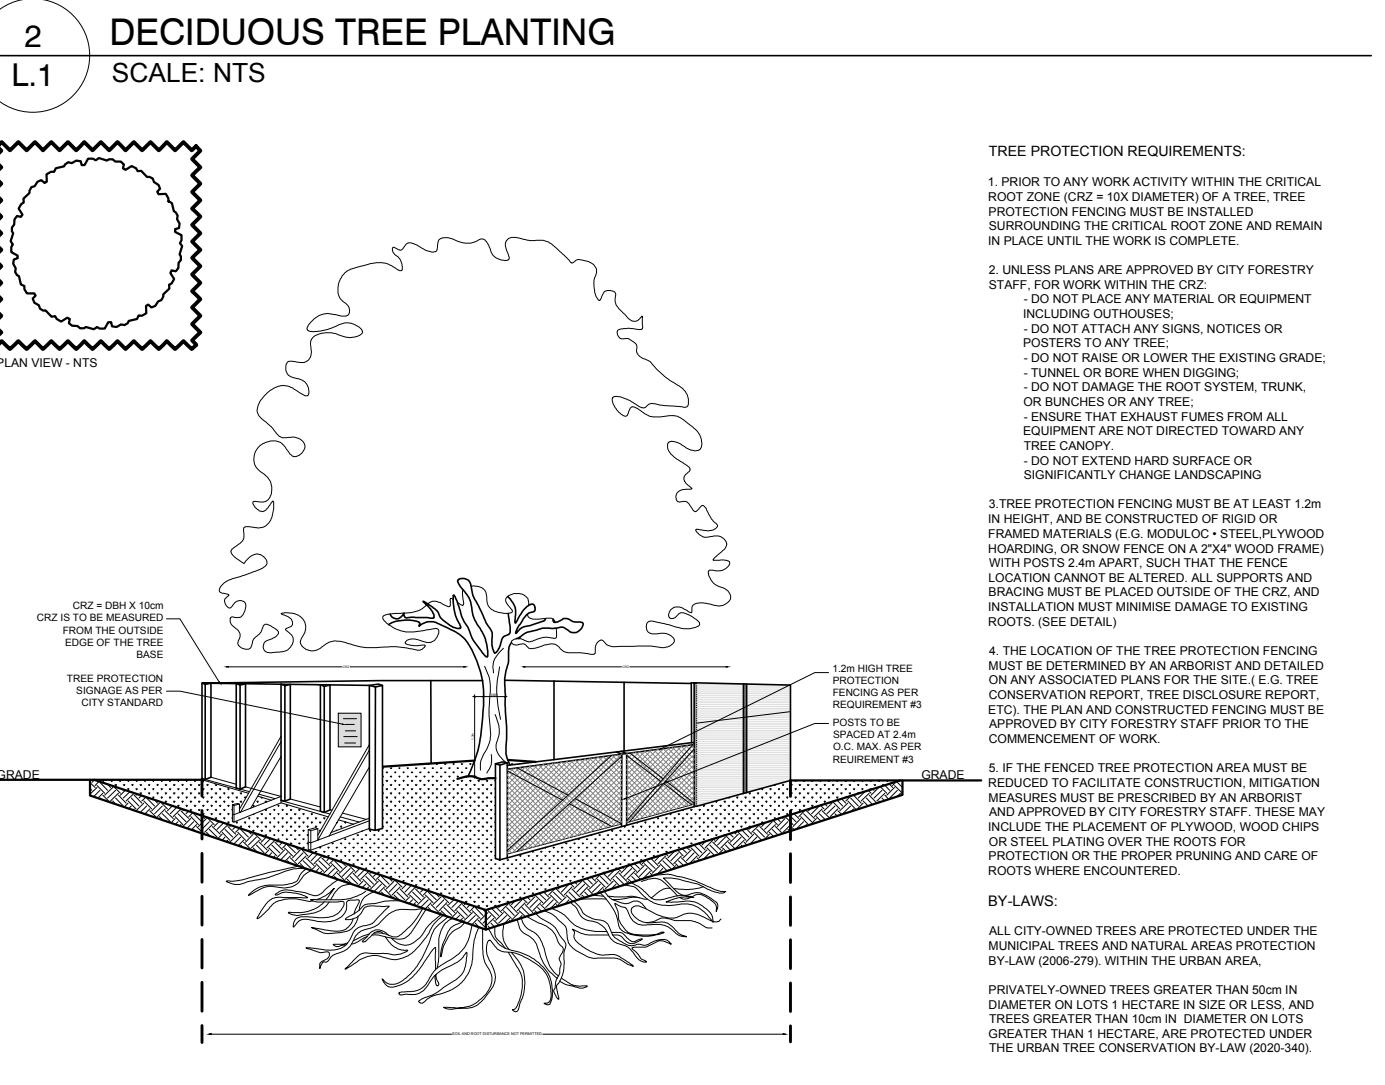 2
L.1
DECIDUOUS TREE PLANTING
SCALE: NTS
PLAN VIEW - NTS
CRZ = DBH X 10cm
CRZ IS TO BE MEASURED
FROM THE OUTSIDE
EDGE OF THE TREE
BASE
TREE PROTECTION
SIGNAGE AS PER
CITY STANDARD
1.2m HIGH TREE
PROTECTION
FENCING AS PER
REQUIREMENT #3
POSTS TO BE
SPACED AT 2.4m
O.C. MAX. AS PER
REUIREMENT #3
GRADE
GRADE
SOIL AND ROOT DISTURBANCE NOT PERMITTED
TREE PROTECTION REQUIREMENTS:
1. PRIOR TO ANY WORK ACTIVITY WITHIN THE CRITICAL
ROOT ZONE (CRZ = 10X DIAMETER) OF A TREE, TREE
PROTECTION FENCING MUST BE INSTALLED
SURROUNDING THE CRITICAL ROOT ZONE AND REMAIN
IN PLACE UNTIL THE WORK IS COMPLETE.
2. UNLESS PLANS ARE APPROVED BY CITY FORESTRY
STAFF, FOR WORK WITHIN THE CRZ:
- DO NOT PLACE ANY MATERIAL OR EQUIPMENT
INCLUDING OUTHOUSES;
- DO NOT ATTACH ANY SIGNS, NOTICES OR
POSTERS TO ANY TREE;
- DO NOT RAISE OR LOWER THE EXISTING GRADE;
- TUNNEL OR BORE WHEN DIGGING;
- DO NOT DAMAGE THE ROOT SYSTEM, TRUNK,
OR BUNCHES OR ANY TREE;
- ENSURE THAT EXHAUST FUMES FROM ALL
EQUIPMENT ARE NOT DIRECTED TOWARD ANY
TREE CANOPY.
- DO NOT EXTEND HARD SURFACE OR
SIGNIFICANTLY CHANGE LANDSCAPING
3.TREE PROTECTION FENCING MUST BE AT LEAST 1.2m
IN HEIGHT, AND BE CONSTRUCTED OF RIGID OR
FRAMED MATERIALS (E.G. MODULOC • STEEL,PLYWOOD
HOARDING, OR SNOW FENCE ON A 2"X4" WOOD FRAME)
WITH POSTS 2.4m APART, SUCH THAT THE FENCE
LOCATION CANNOT BE ALTERED. ALL SUPPORTS AND
BRACING MUST BE PLACED OUTSIDE OF THE CRZ, AND
INSTALLATION MUST MINIMISE DAMAGE TO EXISTING
ROOTS. (SEE DETAIL)
4. THE LOCATION OF THE TREE PROTECTION FENCING
MUST BE DETERMINED BY AN ARBORIST AND DETAILED
ON ANY ASSOCIATED PLANS FOR THE SITE.( E.G. TREE
CONSERVATION REPORT, TREE DISCLOSURE REPORT,
ETC). THE PLAN AND CONSTRUCTED FENCING MUST BE
APPROVED BY CITY FORESTRY STAFF PRIOR TO THE
COMMENCEMENT OF WORK.
5. IF THE FENCED TREE PROTECTION AREA MUST BE
REDUCED TO FACILITATE CONSTRUCTION, MITIGATION
MEASURES MUST BE PRESCRIBED BY AN ARBORIST
AND APPROVED BY CITY FORESTRY STAFF. THESE MAY
INCLUDE THE PLACEMENT OF PLYWOOD, WOOD CHIPS
OR STEEL PLATING OVER THE ROOTS FOR
PROTECTION OR THE PROPER PRUNING AND CARE OF
ROOTS WHERE ENCOUNTERED.
BY-LAWS:
ALL CITY-OWNED TREES ARE PROTECTED UNDER THE
MUNICIPAL TREES AND NATURAL AREAS PROTECTION
BY-LAW (2006-279). WITHIN THE URBAN AREA,
PRIVATELY-OWNED TREES GREATER THAN 50cm IN
DIAMETER ON LOTS 1 HECTARE IN SIZE OR LESS, AND
TREES GREATER THAN 10cm IN DIAMETER ON LOTS
GREATER THAN 1 HECTARE, ARE PROTECTED UNDER
THE URBAN TREE CONSERVATION BY-LAW (2020-340).